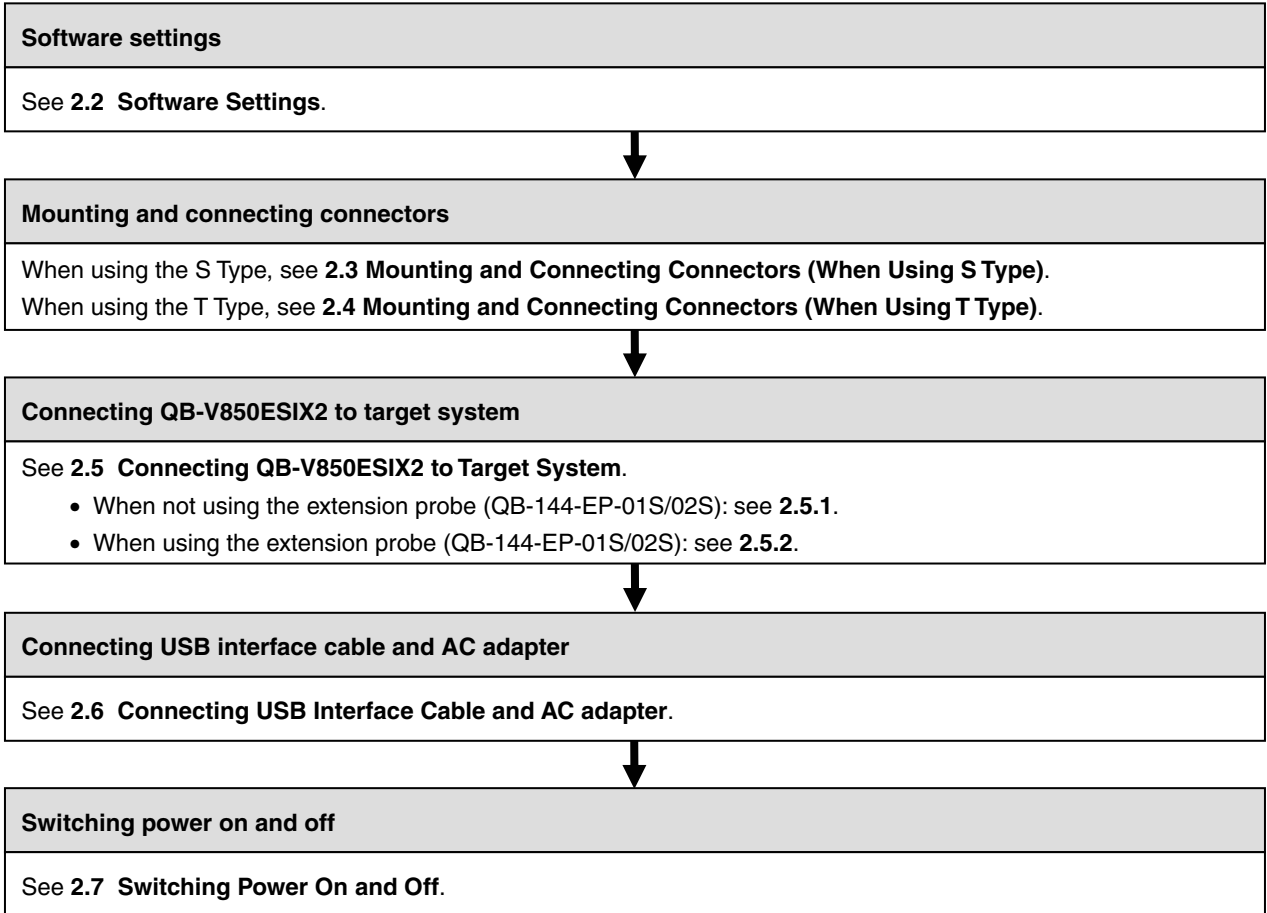 Software settings
See 2.2 Software Settings.
Mounting and connecting connectors
When using the S Type, see 2.3 Mounting and Connecting Connectors (When Using S Type).
When using the T Type, see 2.4 Mounting and Connecting Connectors (When Using T Type).
Connecting QB-V850ESIX2 to target system
See 2.5 Connecting QB-V850ESIX2 to Target System.
• When not using the extension probe (QB-144-EP-01S/02S): see 2.5.1.
• When using the extension probe (QB-144-EP-01S/02S): see 2.5.2.
Connecting USB interface cable and AC adapter
See 2.6 Connecting USB Interface Cable and AC adapter.
Switching power on and off
See 2.7 Switching Power On and Off.